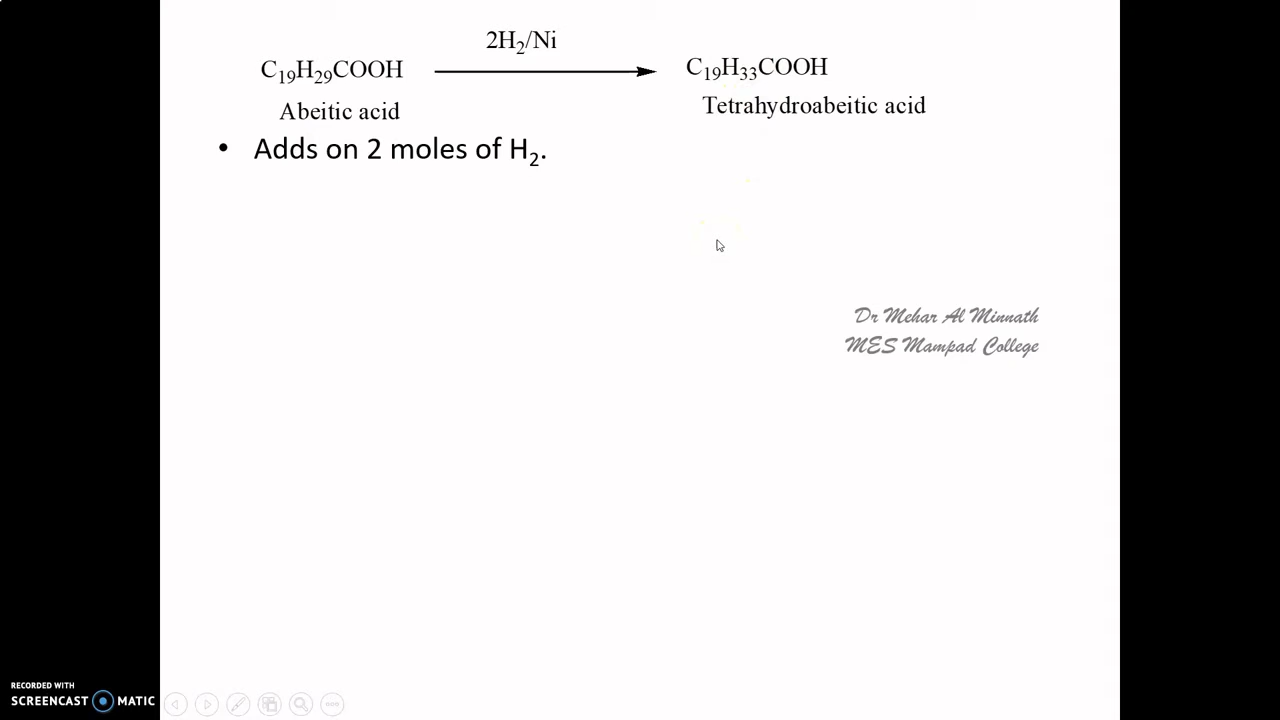 2H₂/Ni
C₁₉H₂₉COOH C₁₉H₃₃COOH
Abeitic acid Tetrahydroabeitic acid
• Adds on 2 moles of H₂.
Dr Mehar Al Minnath
MES Mampad College
RECORDED WITH
SCREENCAST MATIC